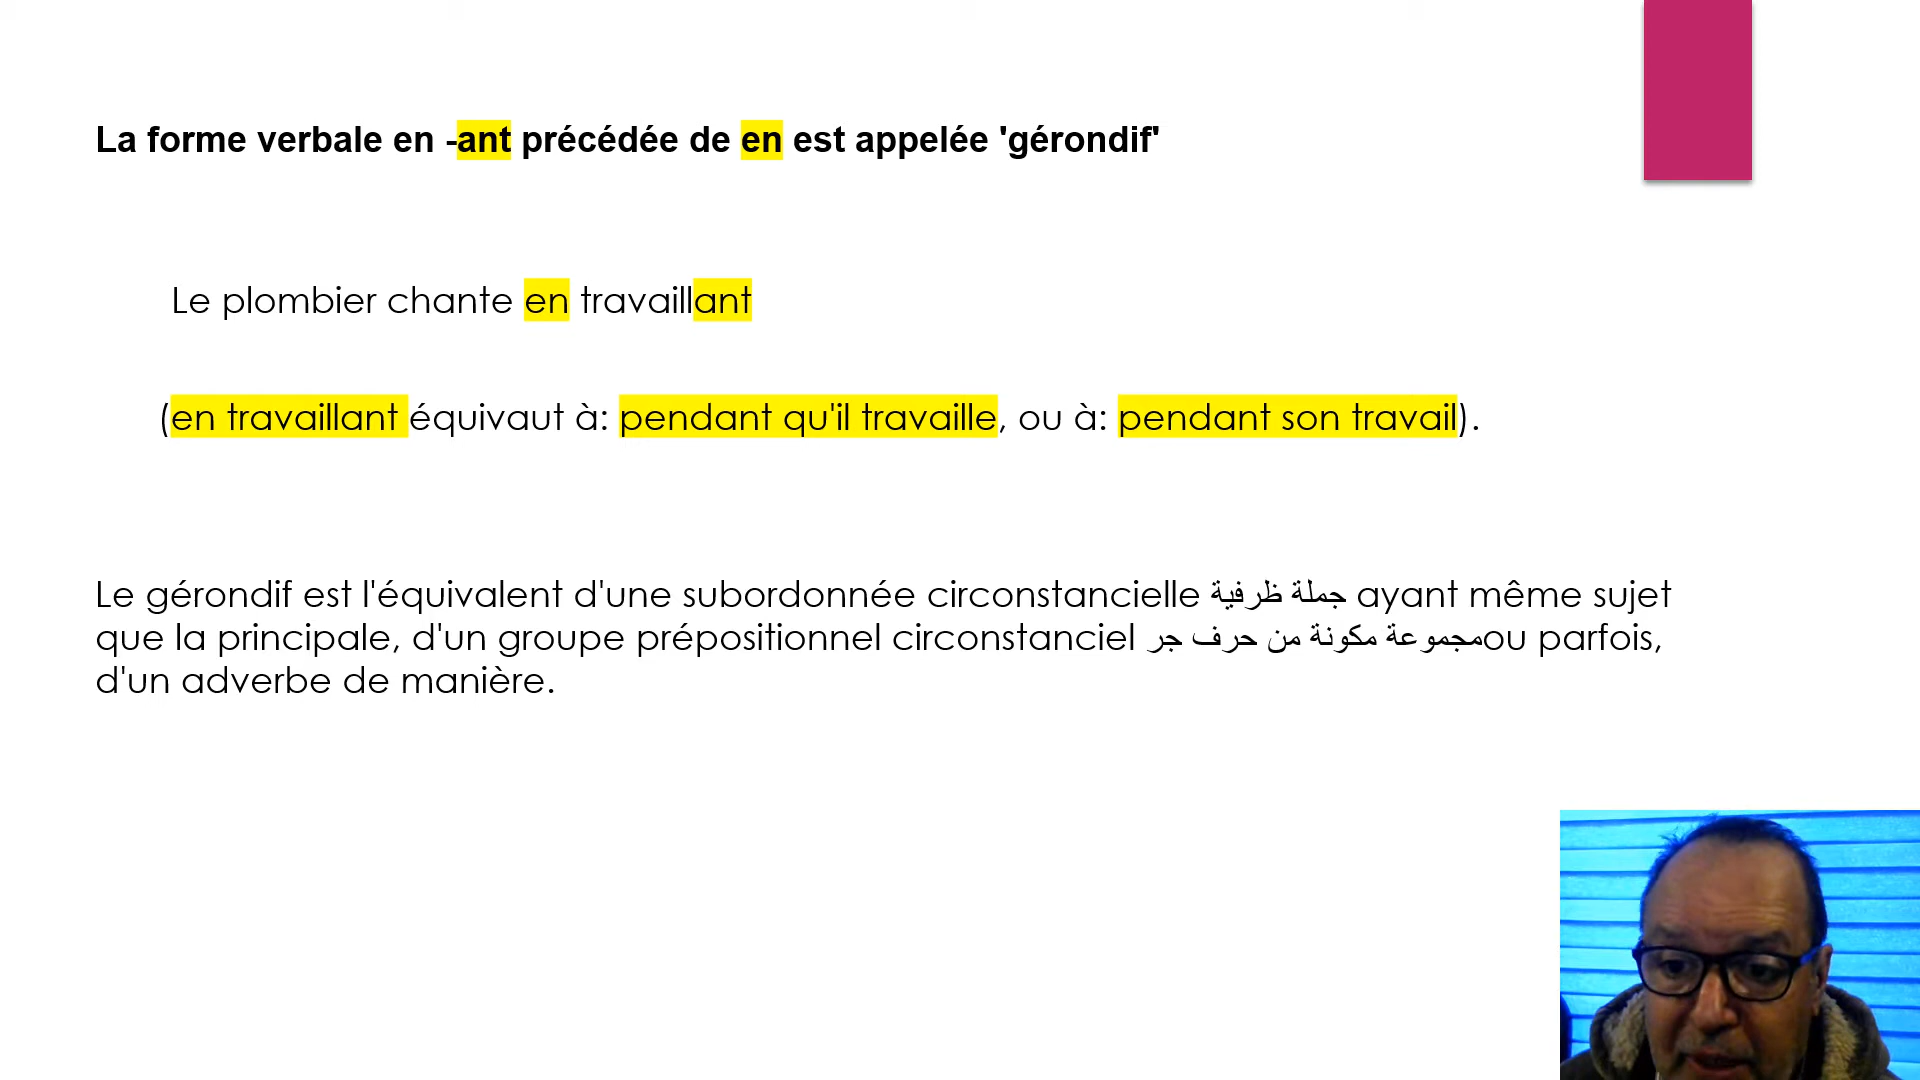 La forme verbale en -ant précédée de en est appelée 'gérondif'
Le plombier chante en travaillant
(en travaillant équivaut à: pendant qu'il travaille, ou à: pendant son travail).
Le gérondif est l'équivalent d'une subordonnée circonstancielle جملة ظرفية ayant même sujet
que la principale, d'un groupe prépositionnel circonstanciel مجموعة مكونة من حرف جرou parfois,
d'un adverbe de manière.